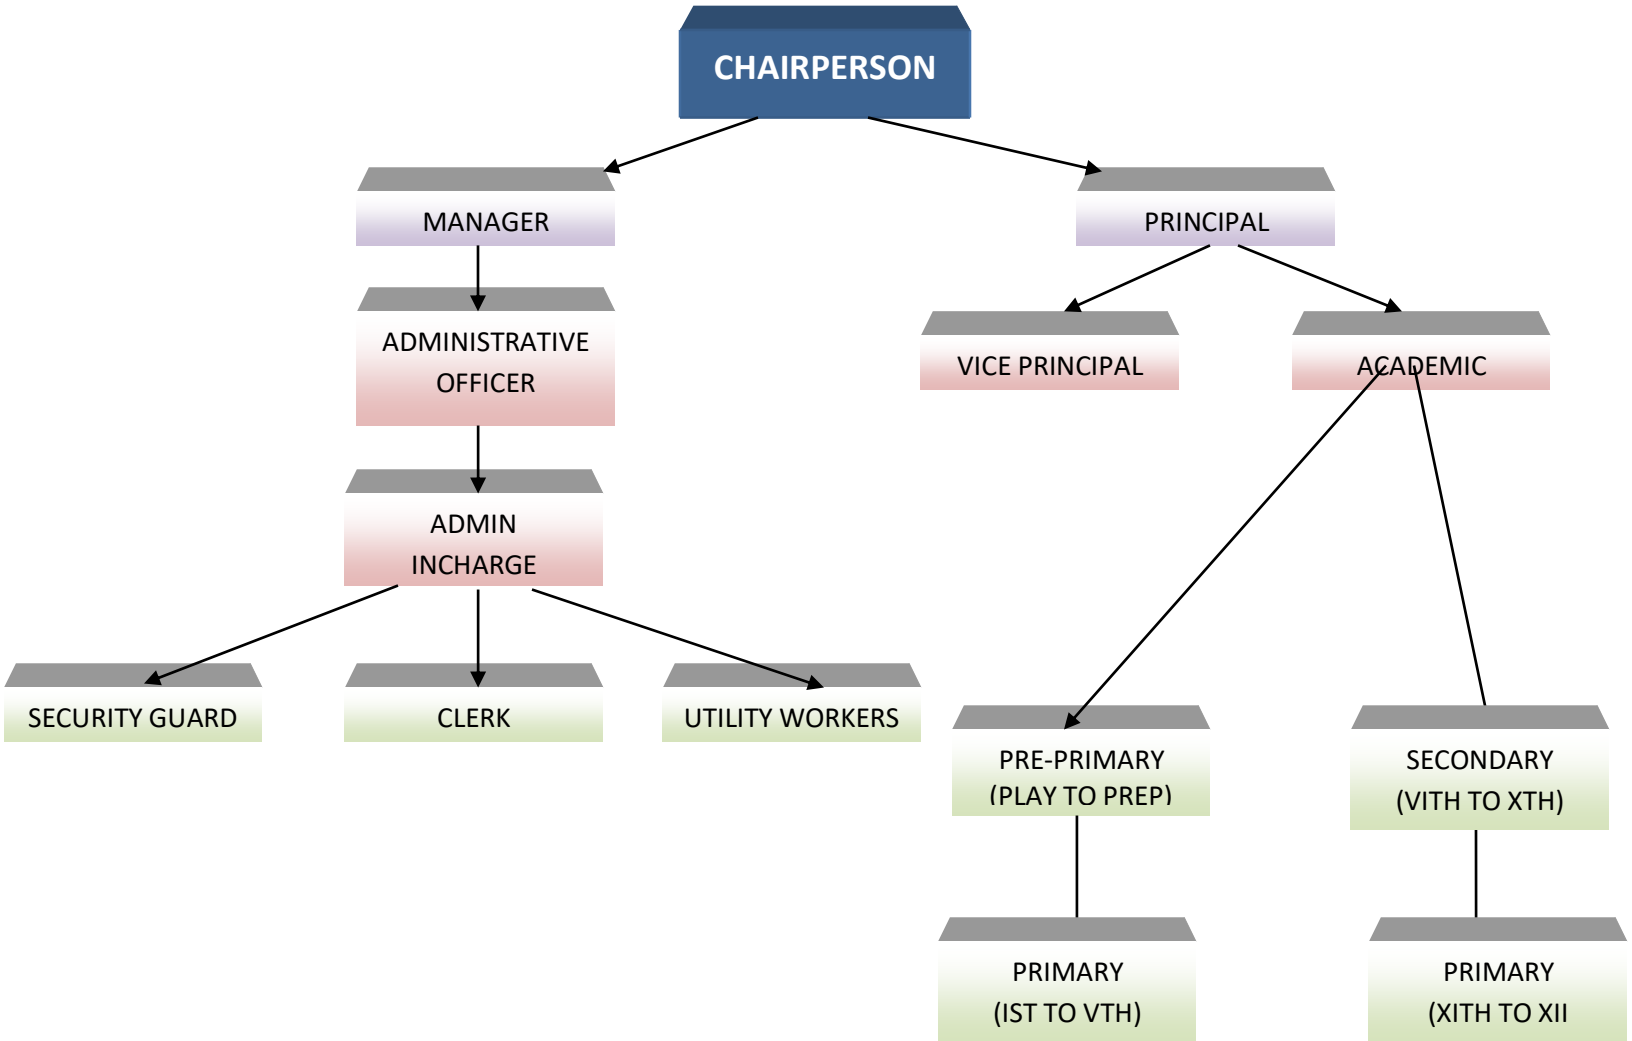 CHAIRPERSON
MANAGER
PRINCIPAL
ADMINISTRATIVE
OFFICER
VICE PRINCIPAL
ACADEMIC
ADMIN
INCHARGE
SECURITY GUARD
CLERK
UTILITY WORKERS
PRE-PRIMARY
(PLAY TO PREP)
SECONDARY
(VITH TO XTH)
PRIMARY
(IST TO VTH)
PRIMARY
(XITH TO XII